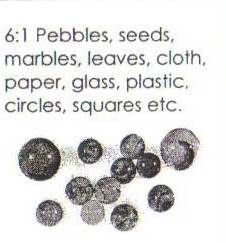 6:1 Pebbles, seeds,
marbles, leaves, cloth,
paper, glass, plastic,
circles, squares etc.